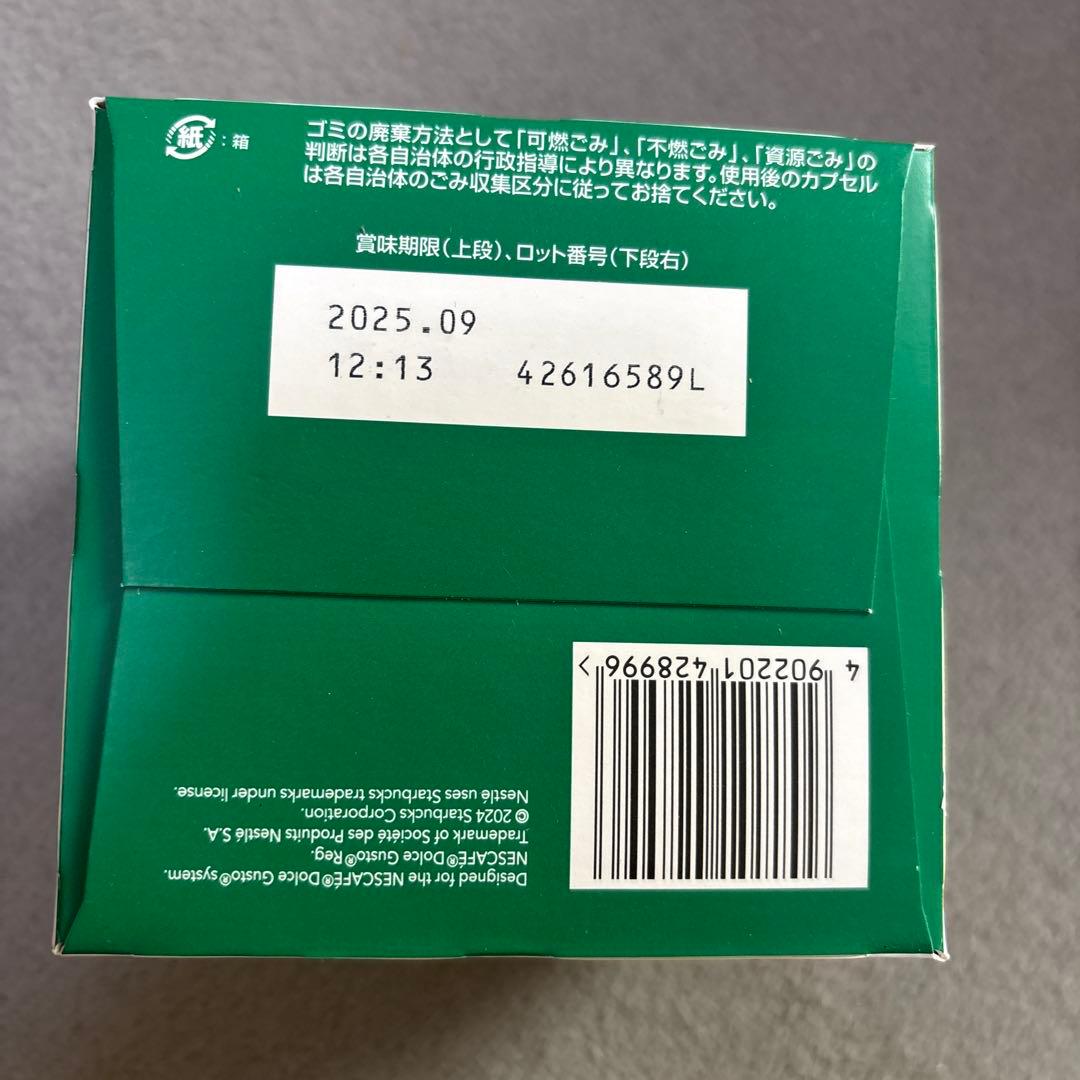 紙:箱
ゴミの廃棄方法として「可燃ごみ」、「不燃ごみ」、「資源ごみ」の
判断は各自治体の行政指導により異なります。使用後のカプセル
は各自治体のごみ収集区分に従ってお捨てください。
賞味期限(上段)、ロット番号(下段右)
2025.09
12:13 42616589L
4 902201 428996 >
Designed for the NESCAFÉ®Dolce Gusto®system.
NESCAFÉ®Dolce Gusto®Reg.
Trademark of Société des Produits Nestlé S.A.
© 2024 Starbucks Corporation.
Nestlé uses Starbucks trademarks under license.